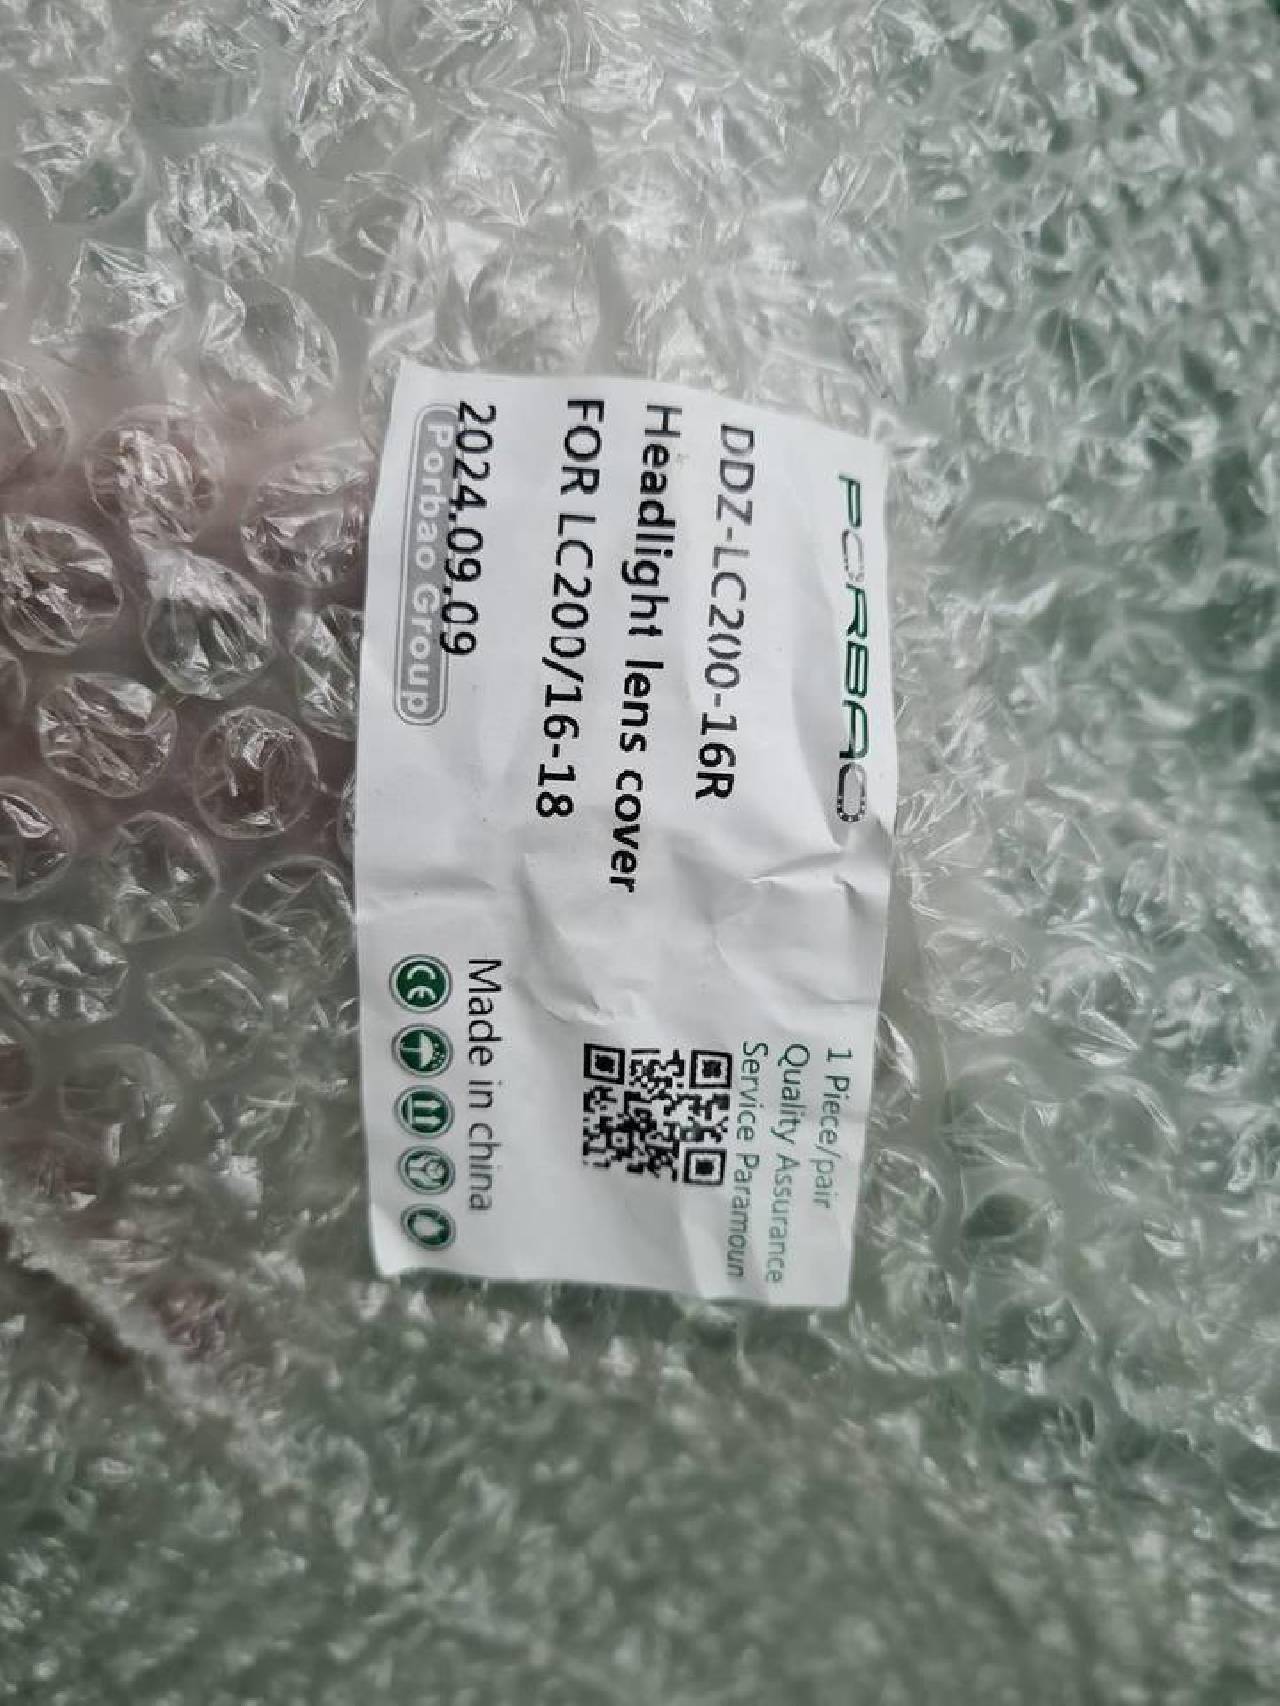 PORBAO
1 Piece/pair
Quality Assurance
Service Paramoun
DDZ-LC200-16R
Headlight lens cover
FOR LC200/16-18
2024.09.09
Porbao Group
Made in china
CE